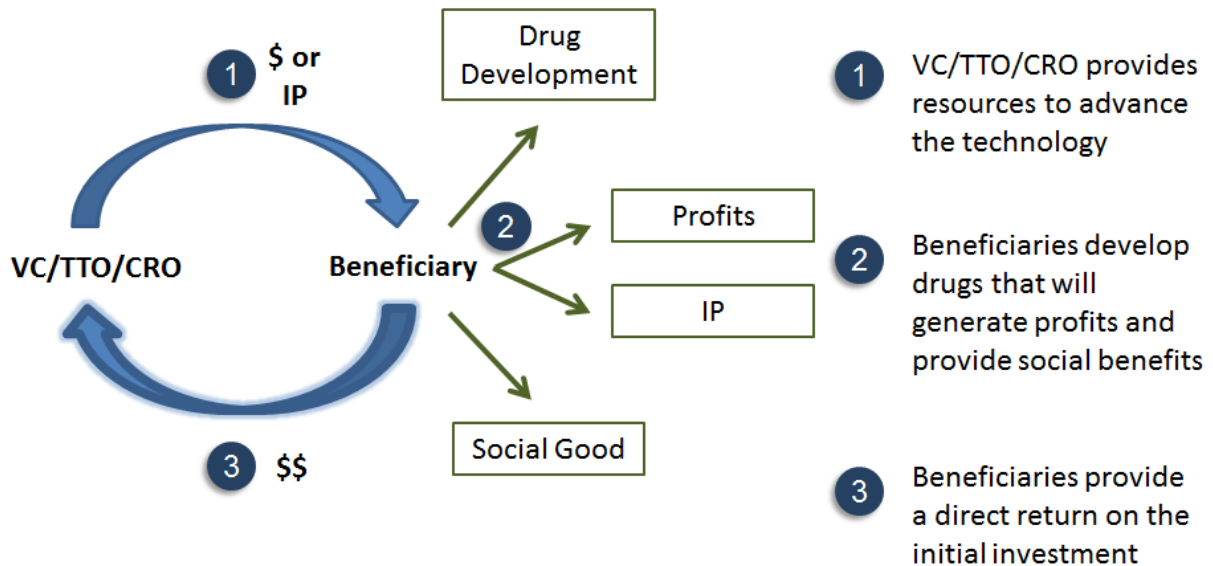 1
$ or
IP
Drug
Development
VC/TTO/CRO
Beneficiary
2
Profits
IP
Social Good
3
$$
1
VC/TTO/CRO provides
resources to advance
the technology
2
Beneficiaries develop
drugs that will
generate profits and
provide social benefits
3
Beneficiaries provide
a direct return on the
initial investment